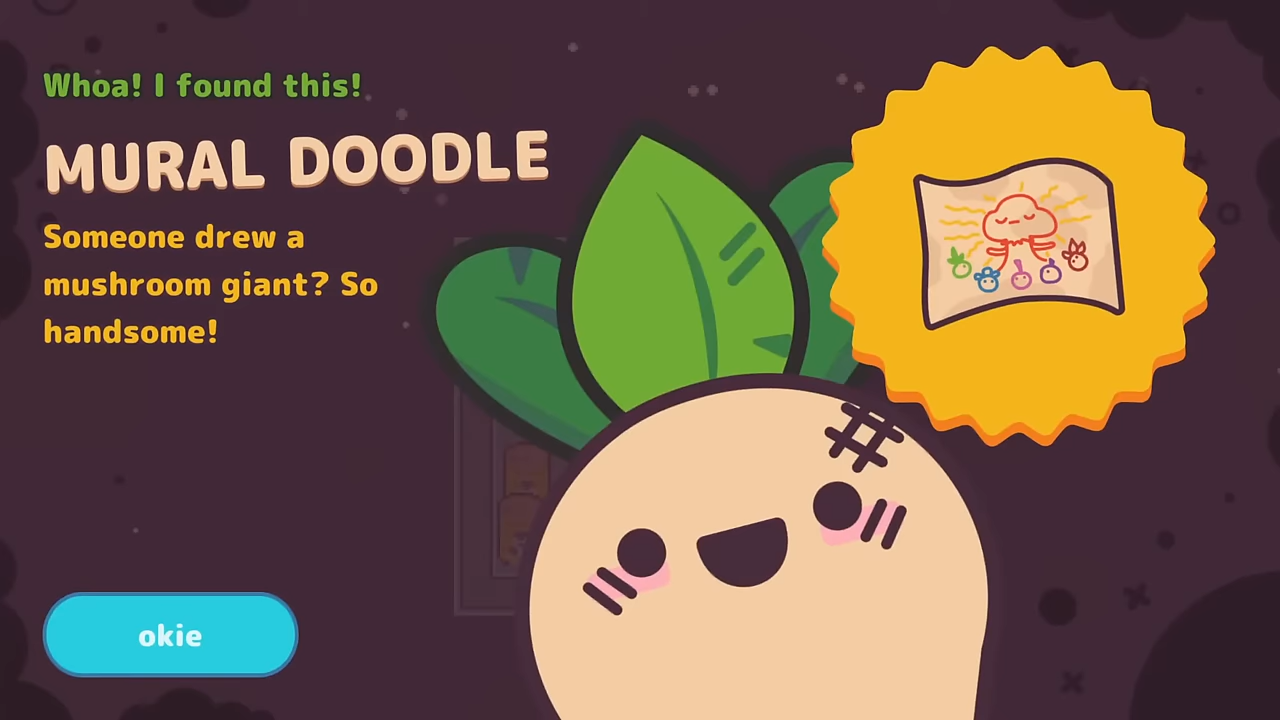 Whoa! I found this!
MURAL DOODLE
Someone drew a
mushroom giant? So
handsome!
okie